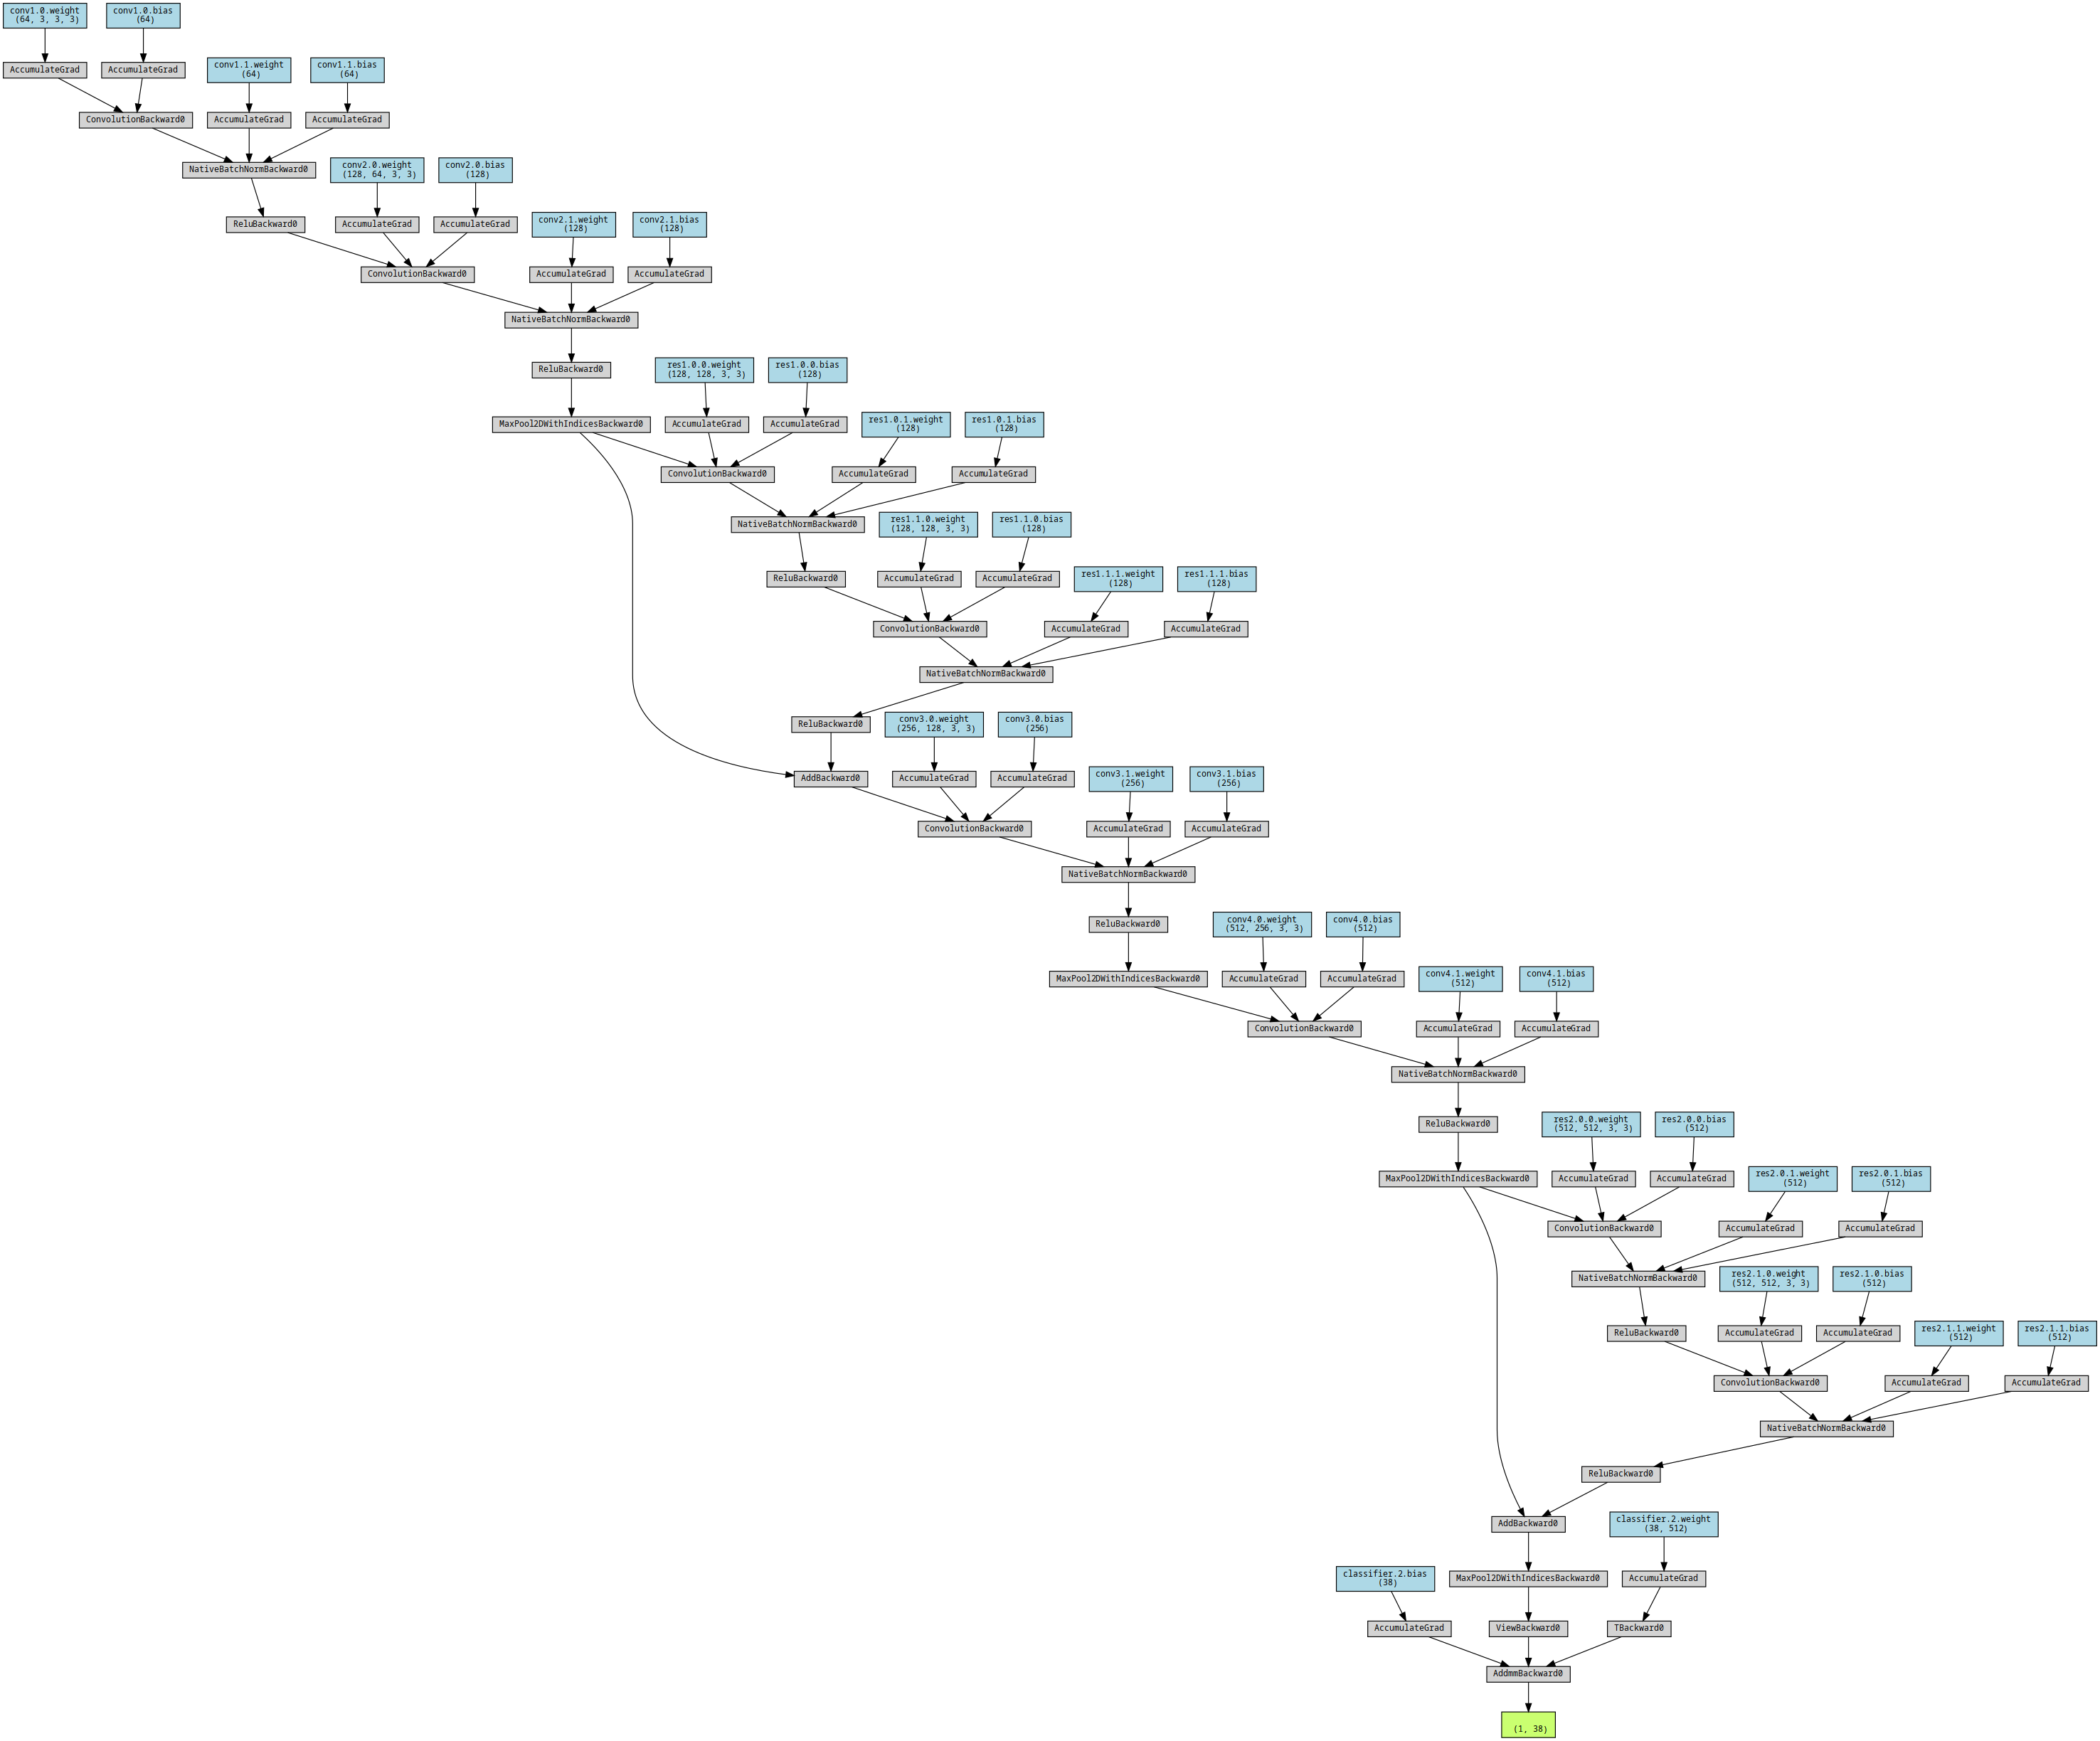 conv1.0.weight
(64, 3, 3, 3)
conv1.0.bias
(64)
AccumulateGrad
AccumulateGrad
conv1.1.weight
(64)
conv1.1.bias
(64)
ConvolutionBackward0
AccumulateGrad
AccumulateGrad
NativeBatchNormBackward0
conv2.0.weight
(128, 64, 3, 3)
conv2.0.bias
(128)
ReluBackward0
AccumulateGrad
AccumulateGrad
conv2.1.weight
(128)
conv2.1.bias
(128)
ConvolutionBackward0
AccumulateGrad
AccumulateGrad
NativeBatchNormBackward0
ReluBackward0
res1.0.0.weight
(128, 128, 3, 3)
res1.0.0.bias
(128)
MaxPool2DWithIndicesBackward0
AccumulateGrad
AccumulateGrad
res1.0.1.weight
(128)
res1.0.1.bias
(128)
ConvolutionBackward0
AccumulateGrad
AccumulateGrad
NativeBatchNormBackward0
res1.1.0.weight
(128, 128, 3, 3)
res1.1.0.bias
(128)
ReluBackward0
AccumulateGrad
AccumulateGrad
res1.1.1.weight
(128)
res1.1.1.bias
(128)
ConvolutionBackward0
AccumulateGrad
AccumulateGrad
NativeBatchNormBackward0
ReluBackward0
conv3.0.weight
(256, 128, 3, 3)
conv3.0.bias
(256)
AddBackward0
AccumulateGrad
AccumulateGrad
conv3.1.weight
(256)
conv3.1.bias
(256)
ConvolutionBackward0
AccumulateGrad
AccumulateGrad
NativeBatchNormBackward0
ReluBackward0
conv4.0.weight
(512, 256, 3, 3)
conv4.0.bias
(512)
MaxPool2DWithIndicesBackward0
AccumulateGrad
AccumulateGrad
conv4.1.weight
(512)
conv4.1.bias
(512)
ConvolutionBackward0
AccumulateGrad
AccumulateGrad
NativeBatchNormBackward0
ReluBackward0
res2.0.0.weight
(512, 512, 3, 3)
res2.0.0.bias
(512)
MaxPool2DWithIndicesBackward0
AccumulateGrad
AccumulateGrad
res2.0.1.weight
(512)
res2.0.1.bias
(512)
ConvolutionBackward0
AccumulateGrad
AccumulateGrad
NativeBatchNormBackward0
res2.1.0.weight
(512, 512, 3, 3)
res2.1.0.bias
(512)
ReluBackward0
AccumulateGrad
AccumulateGrad
res2.1.1.weight
(512)
res2.1.1.bias
(512)
ConvolutionBackward0
AccumulateGrad
AccumulateGrad
NativeBatchNormBackward0
ReluBackward0
AddBackward0
classifier.2.weight
(38, 512)
classifier.2.bias
(38)
MaxPool2DWithIndicesBackward0
AccumulateGrad
AccumulateGrad
ViewBackward0
TBackward0
AddmmBackward0
(1, 38)